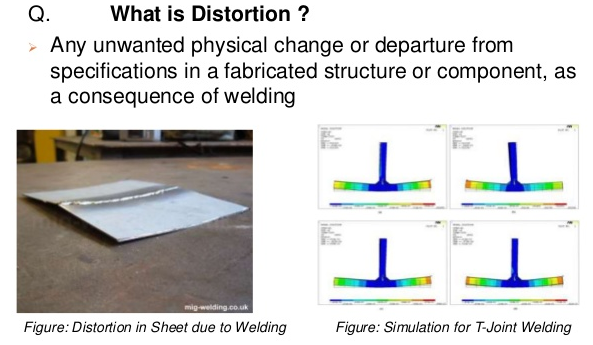 Q. What is Distortion ?
Any unwanted physical change or departure from
specifications in a fabricated structure or component, as
a consequence of welding
mig-welding.co.uk
Figure: Distortion in Sheet due to Welding
Figure: Simulation for T-Joint Welding